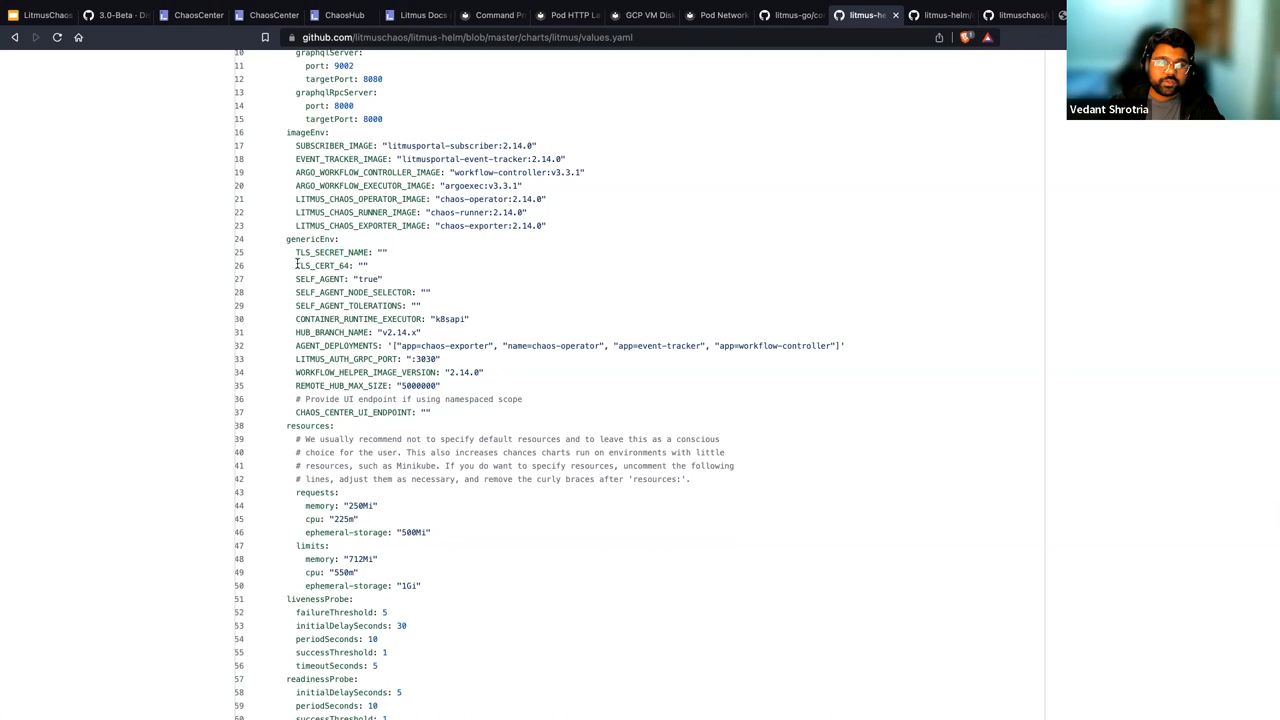 LitmusChaos
3.0-Beta · Dis
ChaosCenter
ChaosCenter
ChaosHub
Litmus Docs
Command Pr
Pod HTTP La
GCP VM Disk
Pod Network
litmus-go/co
litmus-he
litmus-helm/
litmuschaos/
github.com/litmuschaos/litmus-helm/blob/master/charts/litmus/values.yaml
Vedant Shrotria
10 graphqlServer:
11 port: 9002
12 targetPort: 8080
13 graphqlRpcServer:
14 port: 8000
15 targetPort: 8000
16 imageEnv:
17 SUBSCRIBER_IMAGE: "litmusportal-subscriber:2.14.0"
18 EVENT_TRACKER_IMAGE: "litmusportal-event-tracker:2.14.0"
19 ARGO_WORKFLOW_CONTROLLER_IMAGE: "workflow-controller:v3.3.1"
20 ARGO_WORKFLOW_EXECUTOR_IMAGE: "argoexec:v3.3.1"
21 LITMUS_CHAOS_OPERATOR_IMAGE: "chaos-operator:2.14.0"
22 LITMUS_CHAOS_RUNNER_IMAGE: "chaos-runner:2.14.0"
23 LITMUS_CHAOS_EXPORTER_IMAGE: "chaos-exporter:2.14.0"
24 genericEnv:
25 TLS_SECRET_NAME: ""
26 TLS_CERT_64: ""
27 SELF_AGENT: "true"
28 SELF_AGENT_NODE_SELECTOR: ""
29 SELF_AGENT_TOLERATIONS: ""
30 CONTAINER_RUNTIME_EXECUTOR: "k8sapi"
31 HUB_BRANCH_NAME: "v2.14.x"
32 AGENT_DEPLOYMENTS: '["app=chaos-exporter", "name=chaos-operator", "app=event-tracker", "app=workflow-controller"]'
33 LITMUS_AUTH_GRPC_PORT: ":3030"
34 WORKFLOW_HELPER_IMAGE_VERSION: "2.14.0"
35 REMOTE_HUB_MAX_SIZE: "5000000"
36 # Provide UI endpoint if using namespaced scope
37 CHAOS_CENTER_UI_ENDPOINT: ""
38 resources:
39 # We usually recommend not to specify default resources and to leave this as a conscious
40 # choice for the user. This also increases chances charts run on environments with little
41 # resources, such as Minikube. If you do want to specify resources, uncomment the following
42 # lines, adjust them as necessary, and remove the curly braces after 'resources:'.
43 requests:
44 memory: "250Mi"
45 cpu: "225m"
46 ephemeral-storage: "500Mi"
47 limits:
48 memory: "712Mi"
49 cpu: "550m"
50 ephemeral-storage: "1Gi"
51 livenessProbe:
52 failureThreshold: 5
53 initialDelaySeconds: 30
54 periodSeconds: 10
55 successThreshold: 1
56 timeoutSeconds: 5
57 readinessProbe:
58 initialDelaySeconds: 5
59 periodSeconds: 10
60 successThreshold: 1